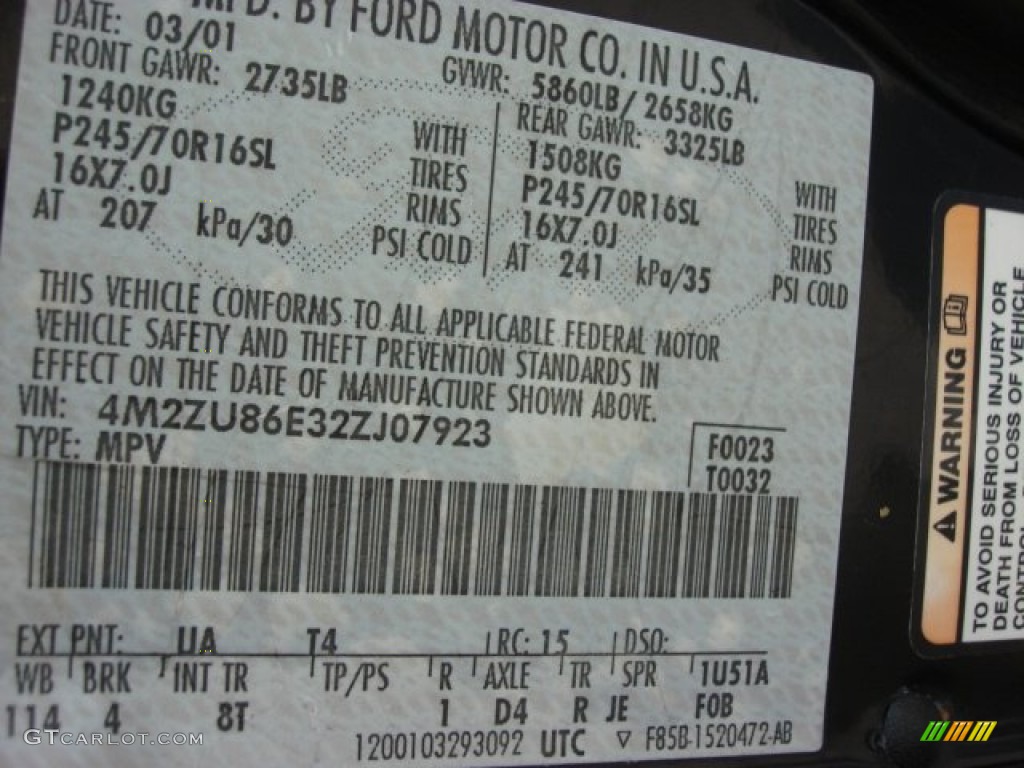 MFD. BY FORD MOTOR CO. IN U.S.A.
DATE: 03/01
GVWR: 5860LB/2658KG
FRONT GAWR: 2735LB
1240KG WITH
P245/70R16SL TIRES
16X7.0J RIMS
AT 207 kPa/30 PSI COLD
REAR GAWR: 3325LB
1508KG WITH
P245/70R16SL TIRES
16X7.0J RIMS
AT 241 kPa/35 PSI COLD
THIS VEHICLE CONFORMS TO ALL APPLICABLE FEDERAL MOTOR
VEHICLE SAFETY AND THEFT PREVENTION STANDARDS IN
EFFECT ON THE DATE OF MANUFACTURE SHOWN ABOVE.
VIN: 4M2ZU86E32ZJ07923
TYPE: MPV
F0023
T0032
EXT PNT: UA T4 RC: 15 DSO:
WB BRK INT TR TP/PS R AXLE TR SPR 1U51A
114 4 8T 1 D4 R JE FOB
1200103293092 UTC ▽ F85B-1520472-AB
GTCARLOT.COM
⚠ WARNING
TO AVOID SERIOUS INJURY OR
DEATH FROM LOSS OF VEHICLE